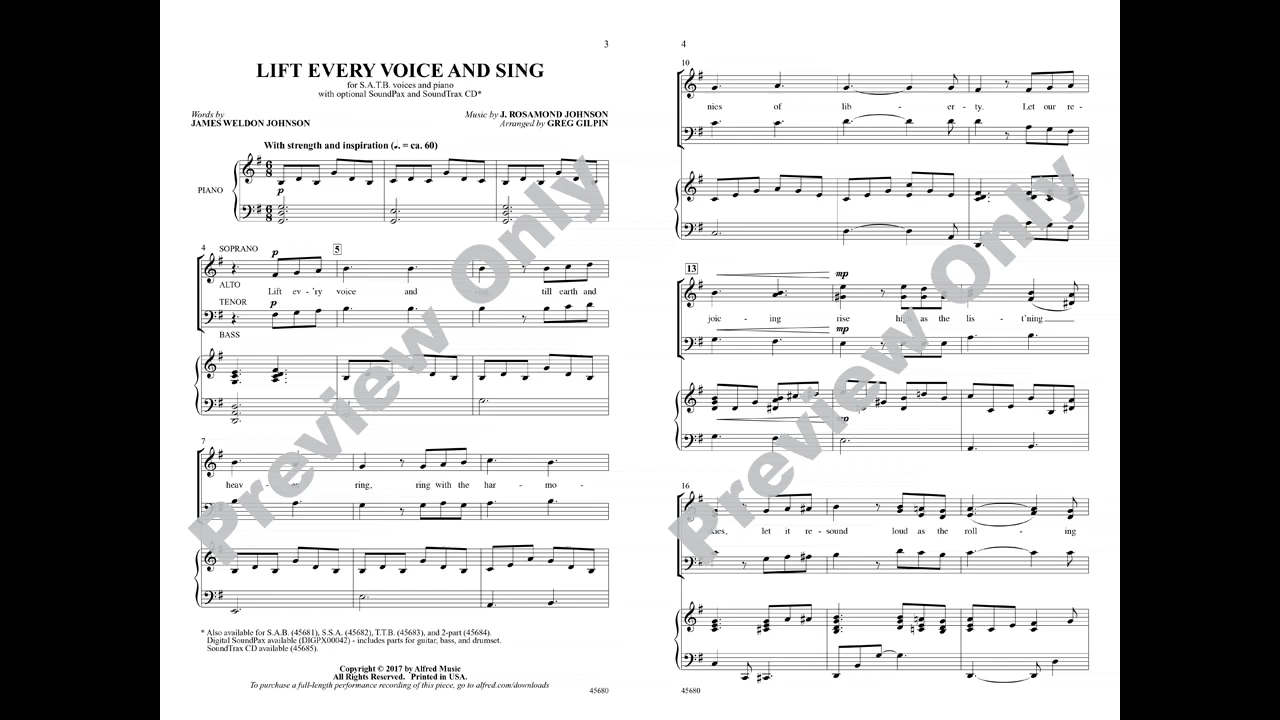 3
LIFT EVERY VOICE AND SING
for S.A.T.B. voices and piano
with optional SoundPax and SoundTrax CD*
Words by
JAMES WELDON JOHNSON
Music by J. ROSAMOND JOHNSON
Arranged by GREG GILPIN
With strength and inspiration (♩. = ca. 60)
PIANO
p
4
SOPRANO
p
5
ALTO
Lift ev-'ry voice and till earth and
TENOR
p
BASS
7
heav - ring, ring with the har - mo -
* Also available for S.A.B. (45681), S.S.A. (45682), T.T.B. (45683), and 2-part (45684).
Digital SoundPax available (DIGPX00042) - includes parts for guitar, bass, and drumset.
SoundTrax CD available (45685).
Copyright © 2017 by Alfred Music
All Rights Reserved. Printed in USA.
To purchase a full-length performance recording of this piece, go to alfred.com/downloads
45680
Preview Only
4
10
nies of lib - er - ty. Let our re -
13
mp
joic - ing rise as the lis - t'ning
mp
mp
16
let it re - sound loud as the roll - ing
45680
Preview Only